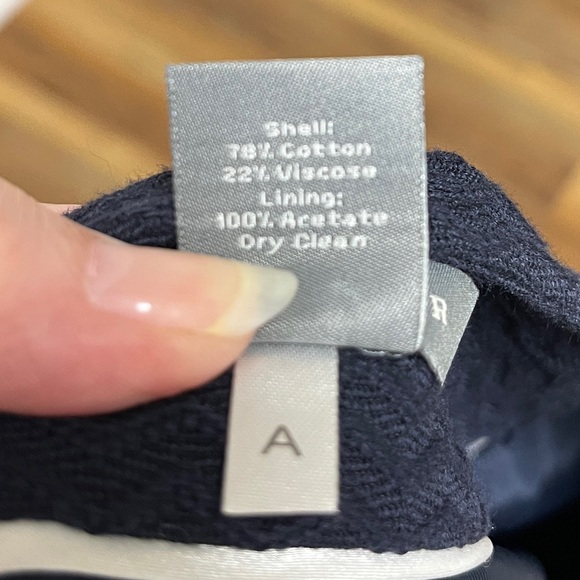 Shell:
78% Cotton
22% Viscose
Lining:
100% Acetate
Dry Clean
A